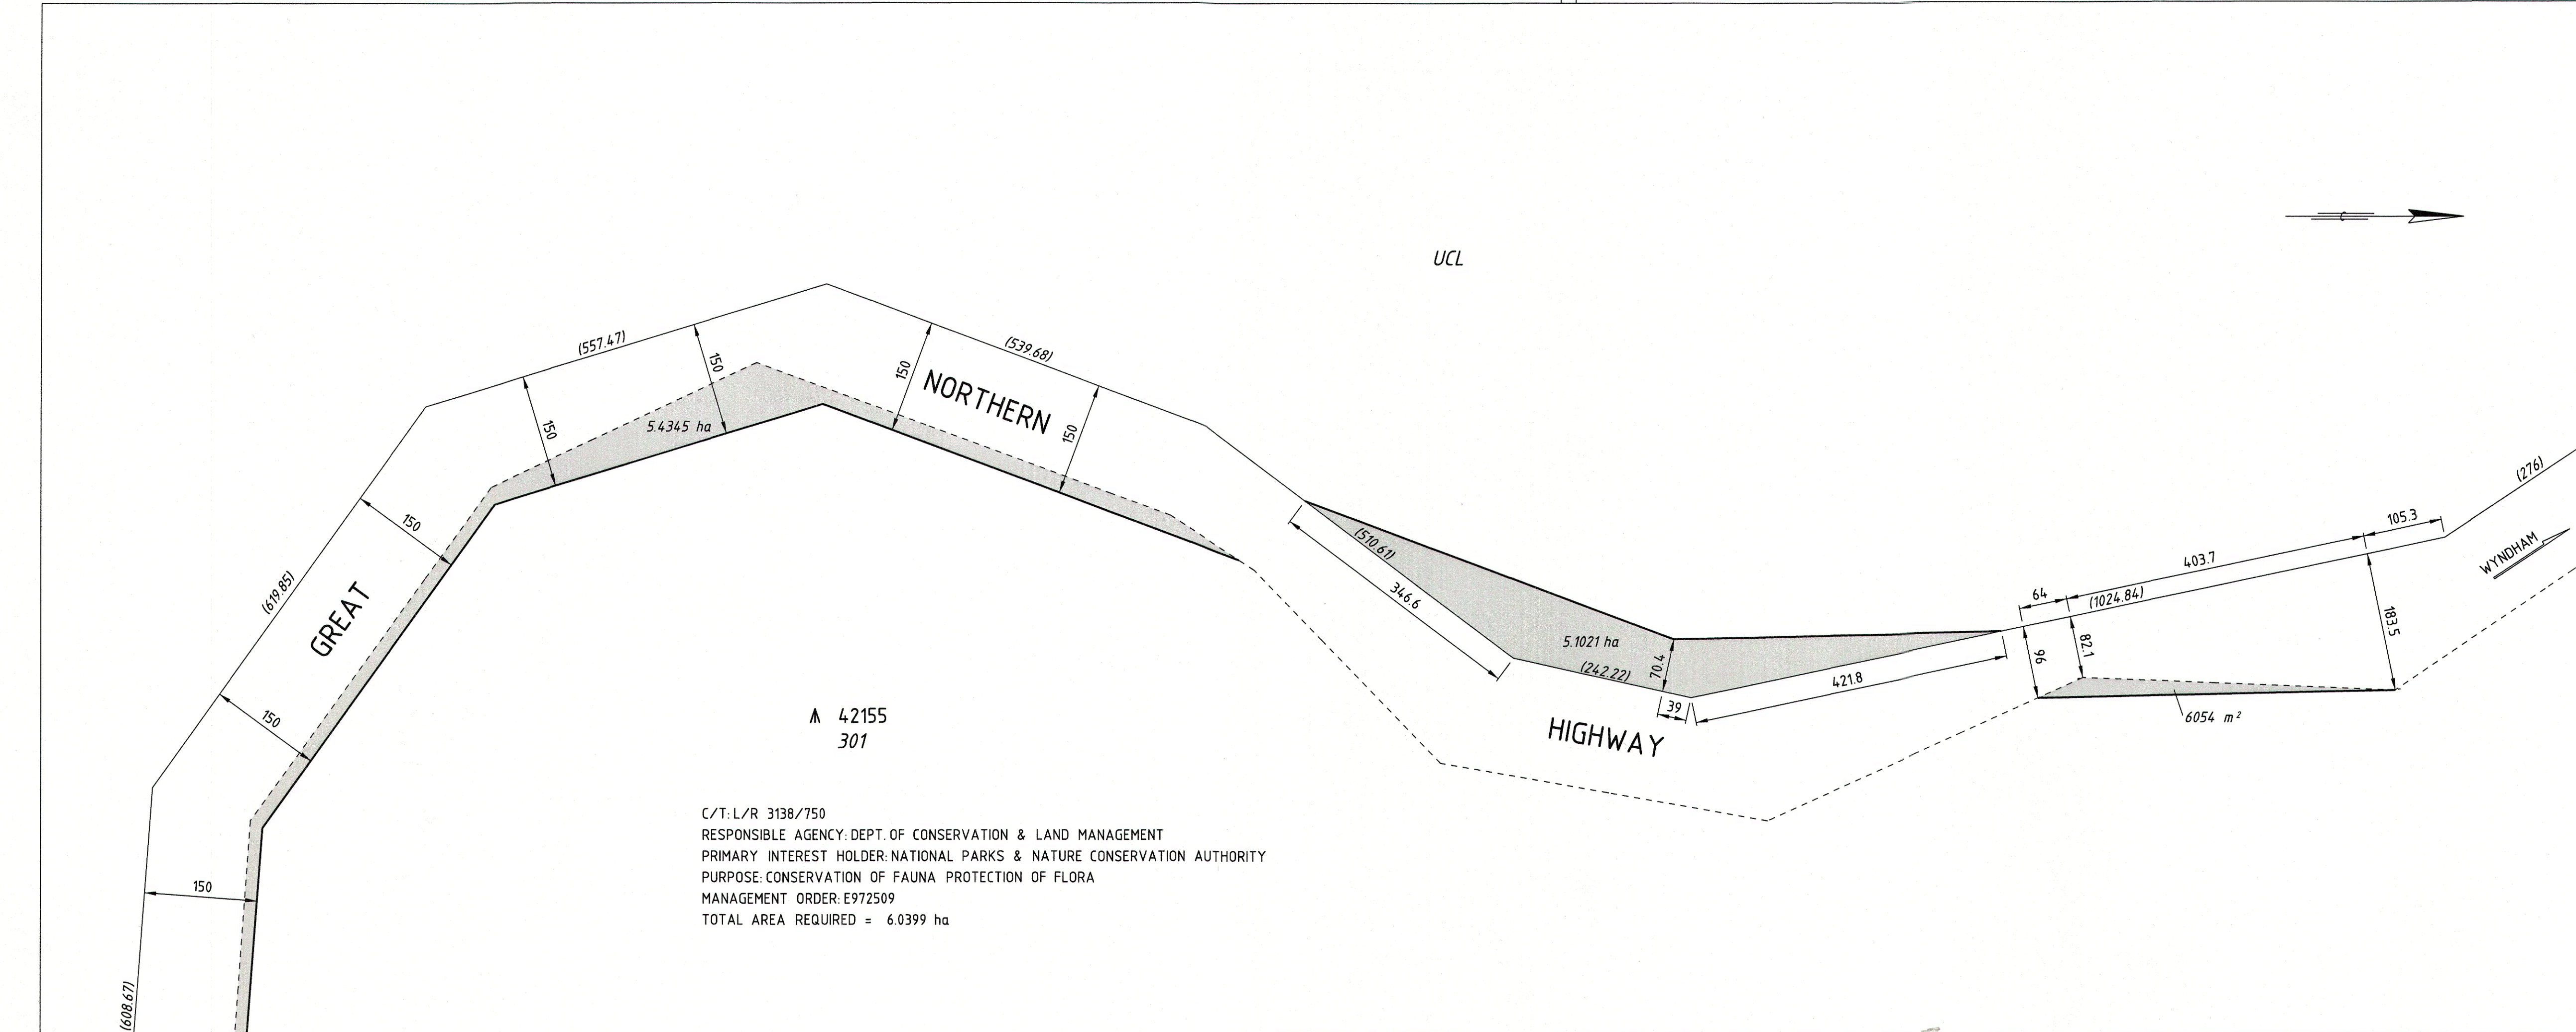 UCL
(557.47)
(539.68)
150
150
150
NORTHERN
150
5.4345 ha
(276)
105.3
403.7
WYNDHAM
(510.61)
150
346.6
64
(1024.84)
183.5
82.1
96
(619.85)
GREAT
5.1021 ha
70.4
(242.22)
421.8
39
150
42155
301
HIGHWAY
6054 m²
C/T: L/R 3138/750
RESPONSIBLE AGENCY: DEPT. OF CONSERVATION & LAND MANAGEMENT
PRIMARY INTEREST HOLDER: NATIONAL PARKS & NATURE CONSERVATION AUTHORITY
PURPOSE: CONSERVATION OF FAUNA PROTECTION OF FLORA
MANAGEMENT ORDER: E972509
TOTAL AREA REQUIRED = 6.0399 ha
150
(608.67)